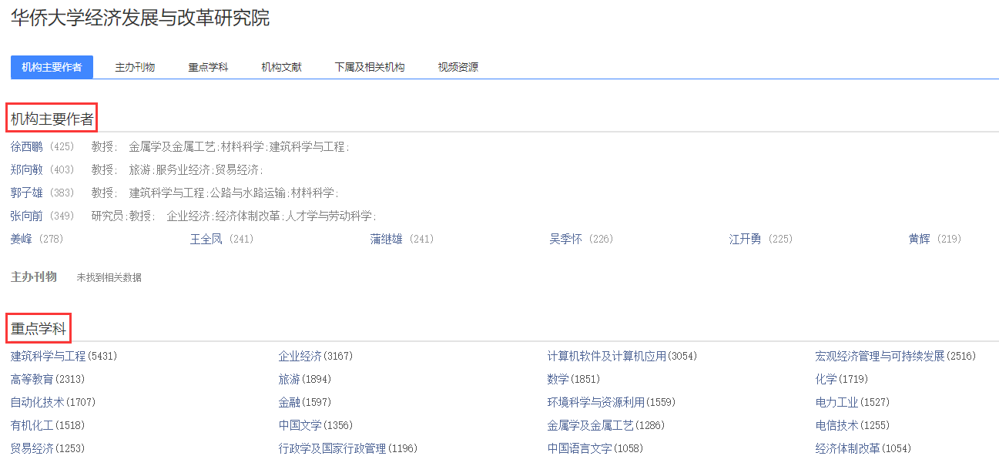 华侨大学经济发展与改革研究院
机构主要作者 主办刊物 重点学科 机构文献 下属及相关机构 视频资源
机构主要作者
徐西鹏 (425) 教授; 金属学及金属工艺;材料科学;建筑科学与工程;
郑向敏 (403) 教授; 旅游;服务业经济;贸易经济;
郭子雄 (383) 教授; 建筑科学与工程;公路与水路运输;材料科学;
张向前 (349) 研究员;教授; 企业经济;经济体制改革;人才学与劳动科学;
姜峰 (278) 王全凤 (241) 蒲继雄 (241) 吴季怀 (226) 江开勇 (225) 黄辉 (219)
主办刊物 未找到相关数据
重点学科
建筑科学与工程(5431) 企业经济(3167) 计算机软件及计算机应用(3054) 宏观经济管理与可持续发展(2516)
高等教育(2313) 旅游(1894) 数学(1851) 化学(1719)
自动化技术(1707) 金融(1597) 环境科学与资源利用(1559) 电力工业(1527)
有机化工(1518) 中国文学(1356) 金属学及金属工艺(1286) 电信技术(1255)
贸易经济(1253) 行政学及国家行政管理(1196) 中国语言文字(1058) 经济体制改革(1054)